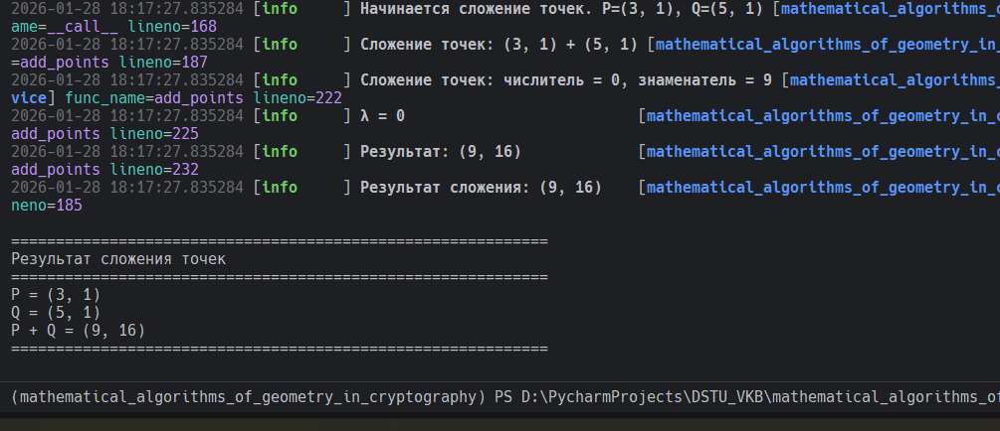 2026-01-28 18:17:27.835284 [info     ] Начинается сложение точек. P=(3, 1), Q=(5, 1) [mathematical_algorithms_o
ame=__call__ lineno=168
2026-01-28 18:17:27.835284 [info     ] Сложение точек: (3, 1) + (5, 1) [mathematical_algorithms_of_geometry_in_
=add_points lineno=187
2026-01-28 18:17:27.835284 [info     ] Сложение точек: числитель = 0, знаменатель = 9 [mathematical_algorithms_
vice] func_name=add_points lineno=222
2026-01-28 18:17:27.835284 [info     ] λ = 0                          [mathematical_algorithms_of_geometry_in_c
add_points lineno=225
2026-01-28 18:17:27.835284 [info     ] Результат: (9, 16)             [mathematical_algorithms_of_geometry_in_c
add_points lineno=232
2026-01-28 18:17:27.835284 [info     ] Результат сложения: (9, 16)    [mathematical_algorithms_of_geometry_in_c
neno=185
============================================================
Результат сложения точек
============================================================
P = (3, 1)
Q = (5, 1)
P + Q = (9, 16)
============================================================
(mathematical_algorithms_of_geometry_in_cryptography) PS D:\PycharmProjects\DSTU_VKB\mathematical_algorithms_of